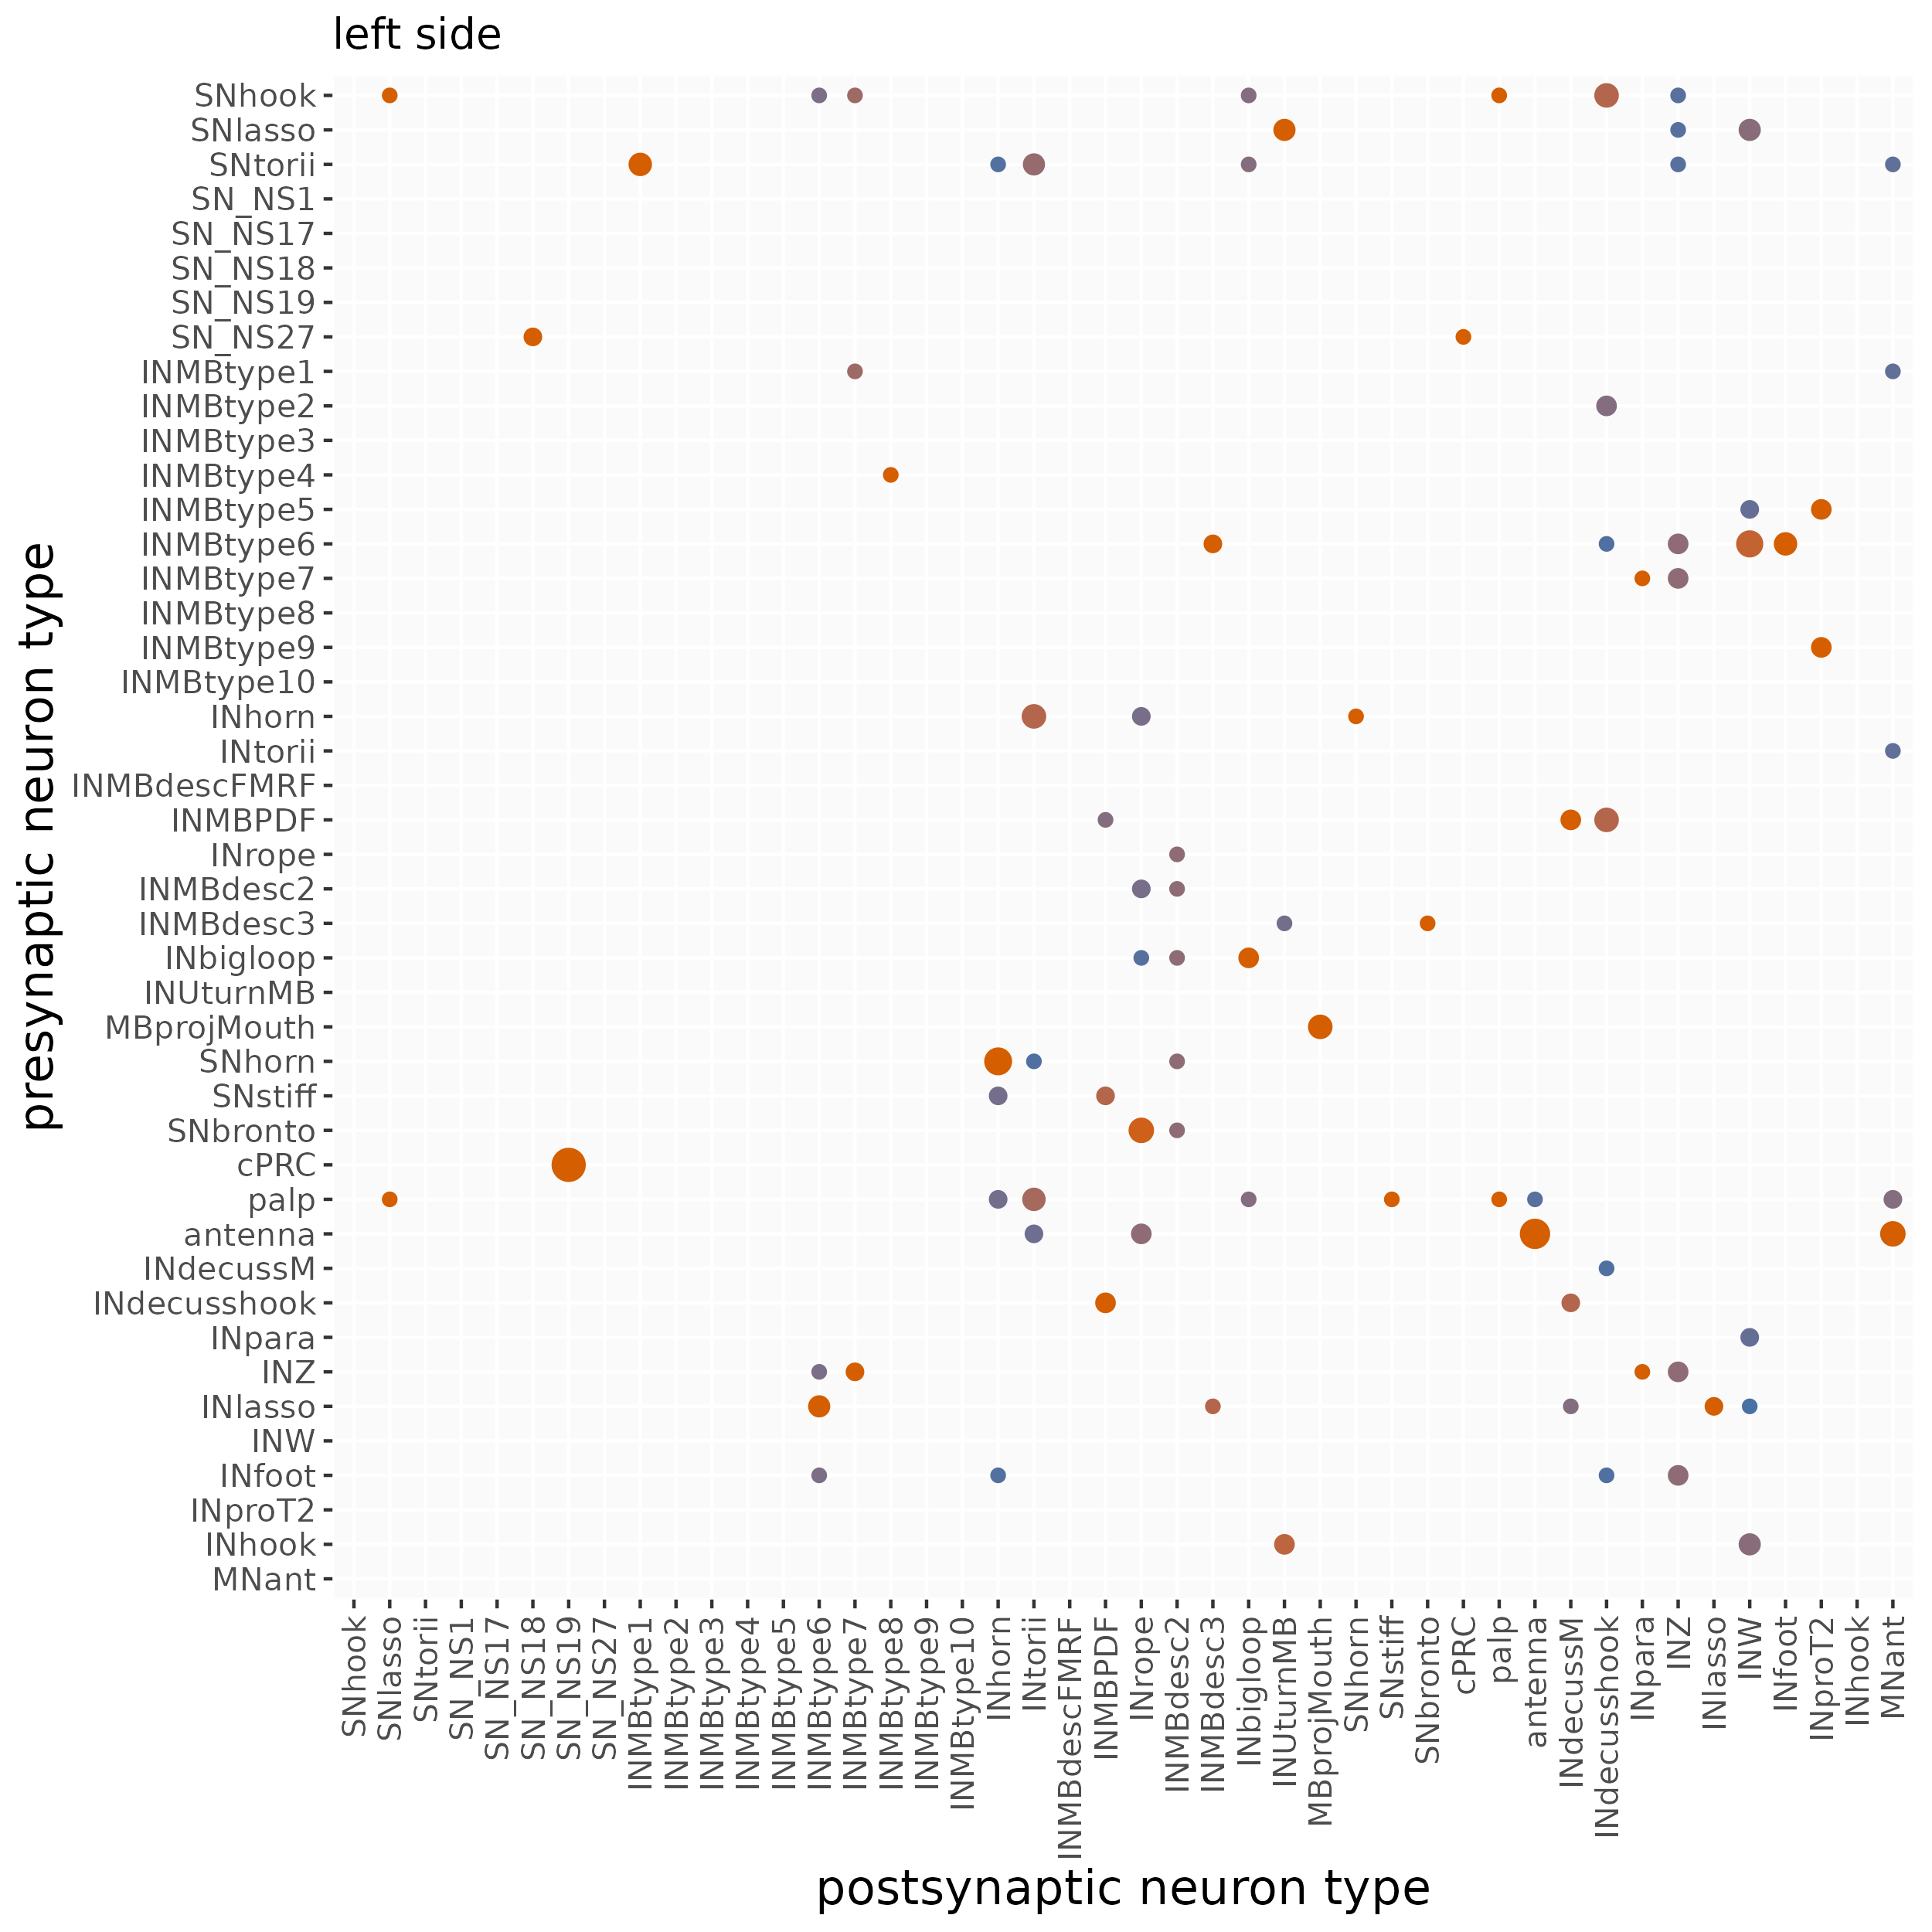 left side
SNhook
SNlasso
SNtorii
SN_NS1
SN_NS17
SN_NS18
SN_NS19
SN_NS27
INMBtype1
INMBtype2
INMBtype3
INMBtype4
INMBtype5
INMBtype6
INMBtype7
INMBtype8
INMBtype9
INMBtype10
INhorn
INtorii
INMBdescFMRF
INMBPDF
INrope
INMBdesc2
INMBdesc3
INbigloop
INUturnMB
MBprojMouth
SNhorn
SNstiff
SNbronto
cPRC
palp
antenna
INdecussM
INdecusshook
INpara
INZ
INlasso
INW
INfoot
INproT2
INhook
MNant
presynaptic neuron type
SNhook
SNlasso
SNtorii
SN_NS1
SN_NS17
SN_NS18
SN_NS19
SN_NS27
INMBtype1
INMBtype2
INMBtype3
INMBtype4
INMBtype5
INMBtype6
INMBtype7
INMBtype8
INMBtype9
INMBtype10
INhorn
INtorii
INMBdescFMRF
INMBPDF
INrope
INMBdesc2
INMBdesc3
INbigloop
INUturnMB
MBprojMouth
SNhorn
SNstiff
SNbronto
cPRC
palp
antenna
INdecussM
INdecusshook
INpara
INZ
INlasso
INW
INfoot
INproT2
INhook
MNant
postsynaptic neuron type